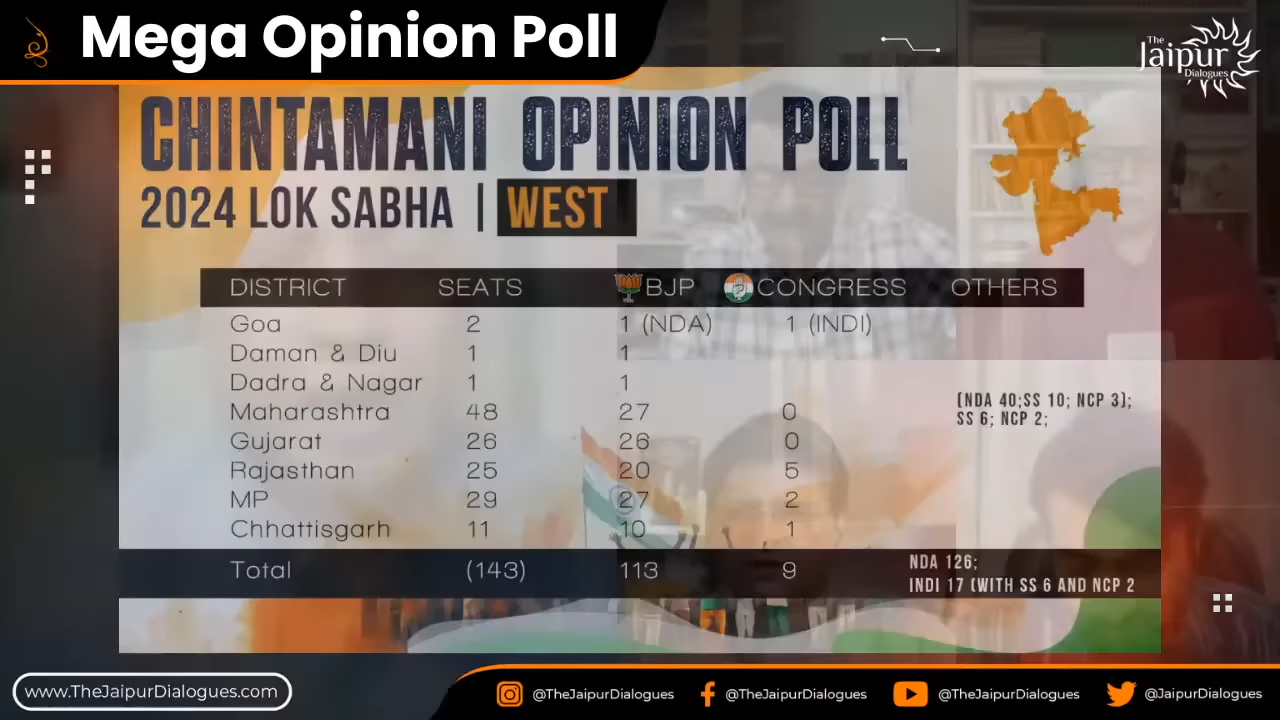 Mega Opinion Poll
The
Jaipur
Dialogues
CHINTAMANI OPINION POLL
2024 LOK SABHA | WEST
DISTRICT SEATS BJP CONGRESS OTHERS
Goa 2 1 (NDA) 1 (INDI)
Daman & Diu 1 1
Dadra & Nagar 1 1
Maharashtra 48 27 0 (NDA 40;SS 10; NCP 3);
SS 6; NCP 2;
Gujarat 26 26 0
Rajasthan 25 20 5
MP 29 27 2
Chhattisgarh 11 10 1
Total (143) 113 9 NDA 126;
INDI 17 (WITH SS 6 AND NCP 2
www.TheJaipurDialogues.com @TheJaipurDialogues @TheJaipurDialogues @TheJaipurDialogues @JaipurDialogues